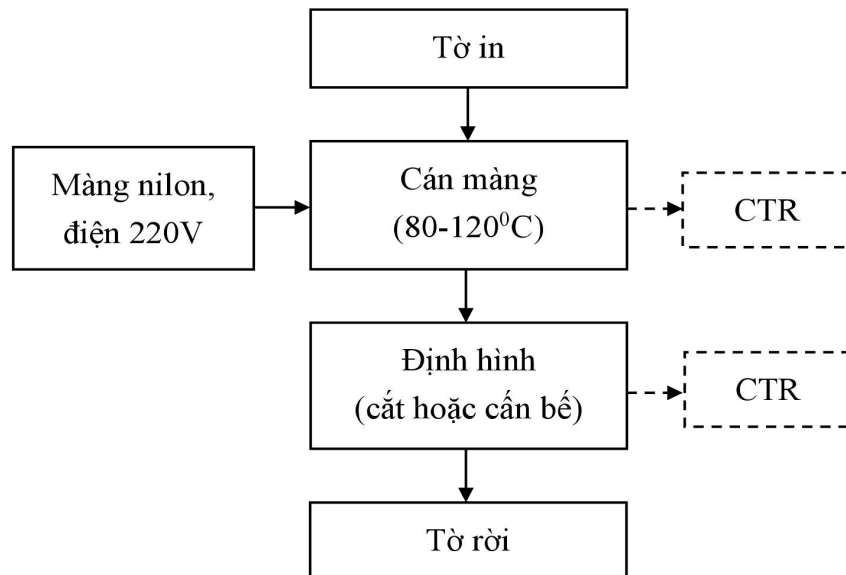 Tờ in
Màng nilon,
điện 220V
Cán màng
(80-120⁰C)
CTR
Định hình
(cắt hoặc cấn bế)
CTR
Tờ rời